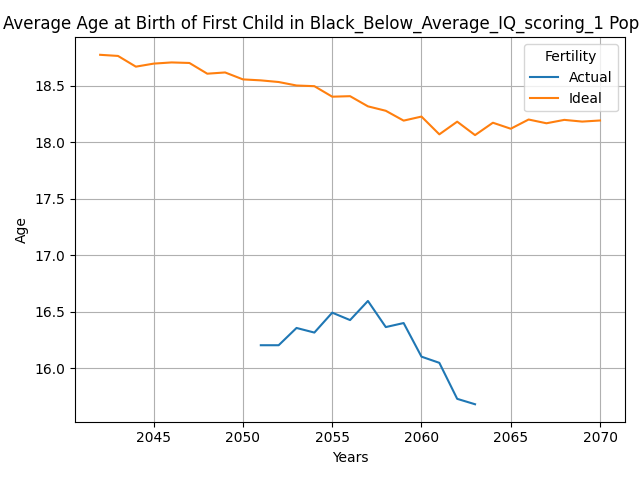 Average Age at Birth of First Child in Black_Below_Average_IQ_scoring_1 Pop
Fertility
Actual
Ideal
18.5
18.0
17.5
17.0
16.5
16.0
Age
2045 2050 2055 2060 2065 2070
Years